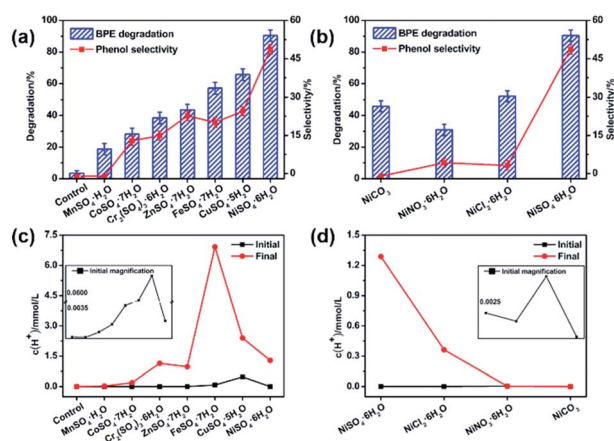 (a)
BPE degradation
Phenol selectivity
Degradation/%
100
80
60
40
20
0
Selectivity/%
60
45
30
15
0
Control
MnSO₄·H₂O
CoSO₄·7H₂O
Cr₂(SO₄)₃·6H₂O
ZnSO₄·7H₂O
FeSO₄·7H₂O
CuSO₄·5H₂O
NiSO₄·6H₂O
(b)
BPE degradation
Phenol selectivity
Degradation/%
100
80
60
40
20
0
Selectivity/%
60
45
30
15
0
NiCO₃
NiNO₃·6H₂O
NiCl₂·6H₂O
NiSO₄·6H₂O
(c)
Initial
Final
c(H⁺)/mmol/L
7.5
6.0
4.5
3.0
1.5
0.0
Initial magnification
0.0600
0.0035
Control
MnSO₄·H₂O
CoSO₄·7H₂O
Cr₂(SO₄)₃·6H₂O
ZnSO₄·7H₂O
FeSO₄·7H₂O
CuSO₄·5H₂O
NiSO₄·6H₂O
(d)
Initial
Final
c(H⁺)/mmol/L
1.5
1.2
0.9
0.6
0.3
0.0
Initial magnification
0.0025
NiSO₄·6H₂O
NiCl₂·6H₂O
NiNO₃·6H₂O
NiCO₃